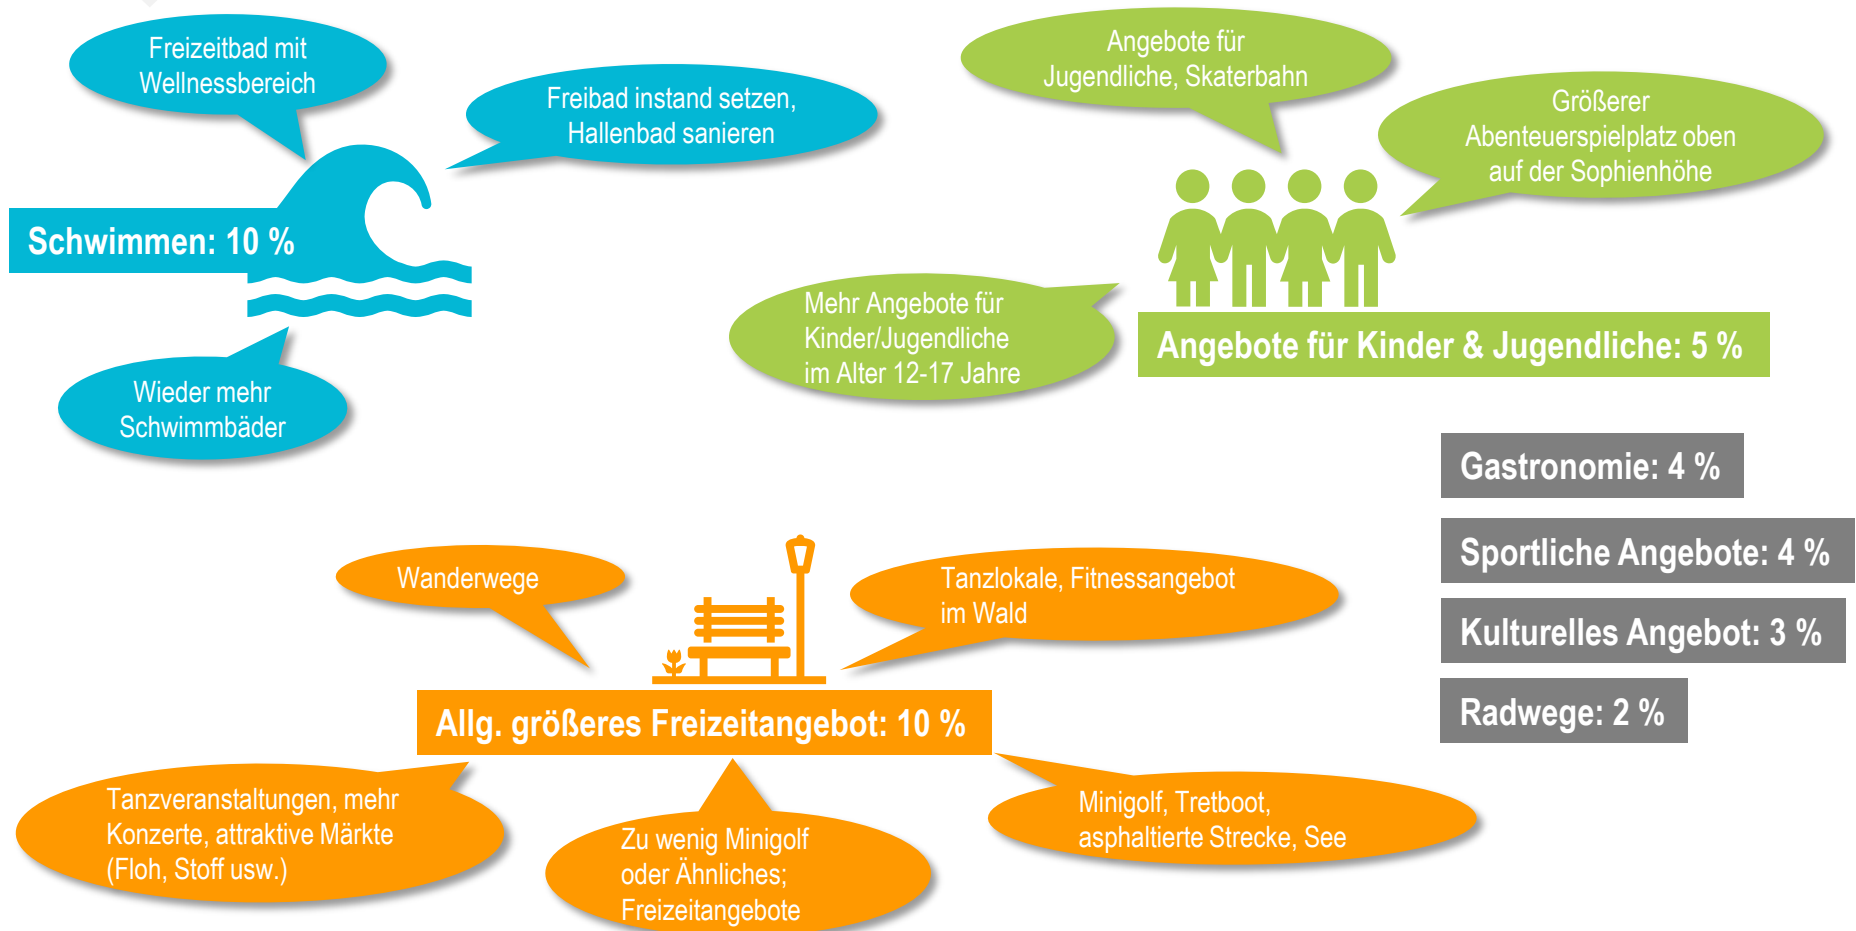 Freizeitbad mit
Wellnessbereich
Freibad instand setzen,
Hallenbad sanieren
Schwimmen: 10 %
Wieder mehr
Schwimmbäder
Angebote für
Jugendliche, Skaterbahn
Größerer
Abenteuerspielplatz oben
auf der Sophienhöhe
Mehr Angebote für
Kinder/Jugendliche
im Alter 12-17 Jahre
Angebote für Kinder & Jugendliche: 5 %
Gastronomie: 4 %
Sportliche Angebote: 4 %
Kulturelles Angebot: 3 %
Radwege: 2 %
Wanderwege
Tanzlokale, Fitnessangebot
im Wald
Allg. größeres Freizeitangebot: 10 %
Tanzveranstaltungen, mehr
Konzerte, attraktive Märkte
(Floh, Stoff usw.)
Zu wenig Minigolf
oder Ähnliches;
Freizeitangebote
Minigolf, Tretboot,
asphaltierte Strecke, See